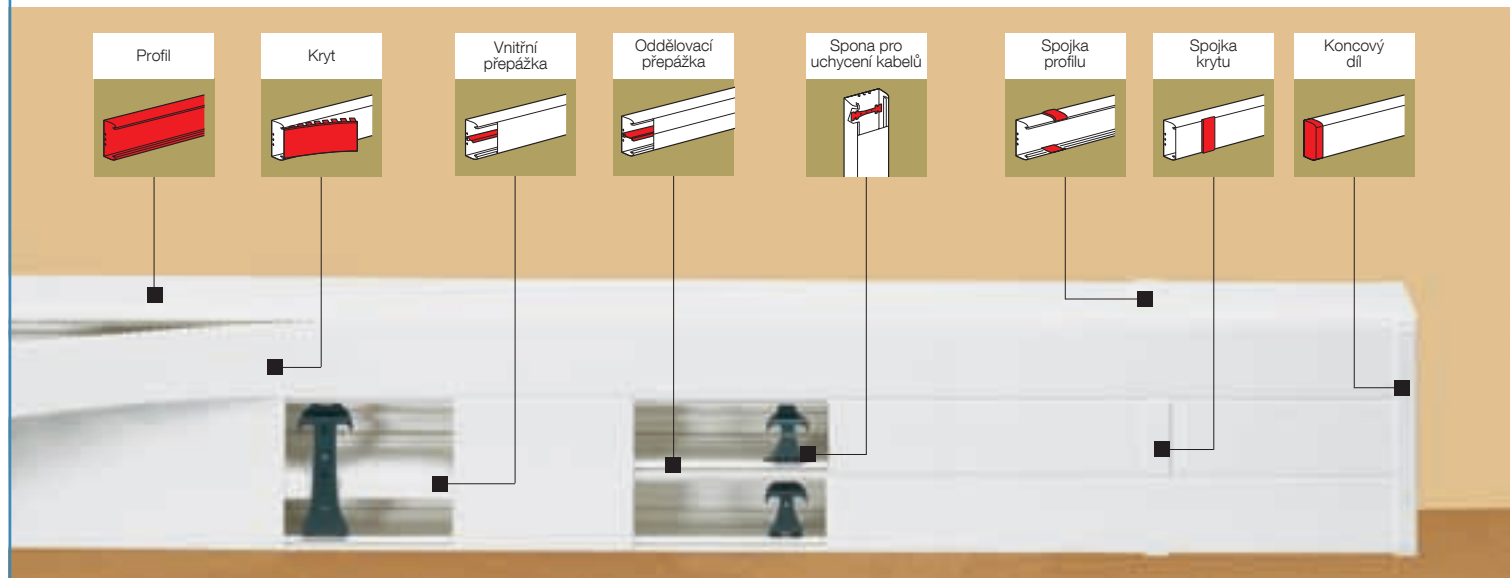 Profil
Kryt
Vnitřní
přepážka
Oddělovací
přepážka
Spona pro
uchycení kabelů
Spojka
profilu
Spojka
krytu
Koncový
díl